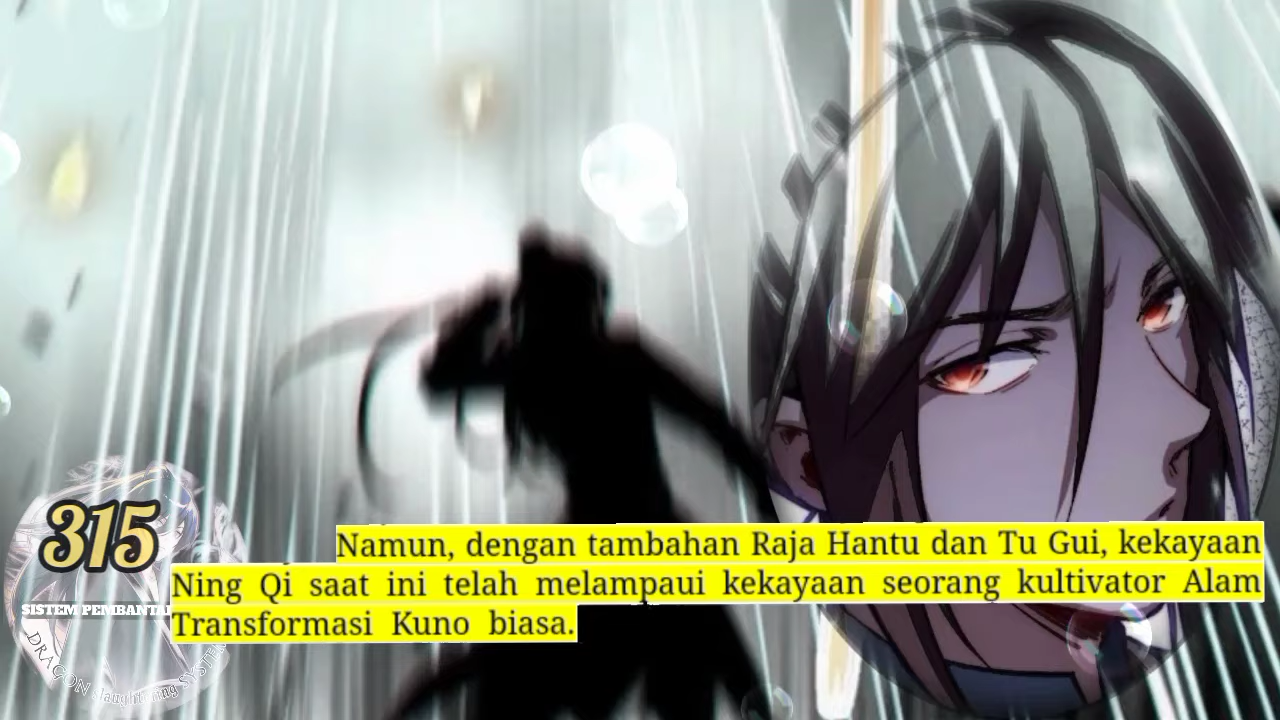 315
Namun, dengan tambahan Raja Hantu dan Tu Gui, kekayaan
Ning Qi saat ini telah melampaui kekayaan seorang kultivator Alam
Transformasi Kuno biasa.
SISTEM PEMBANTA
DRAGON